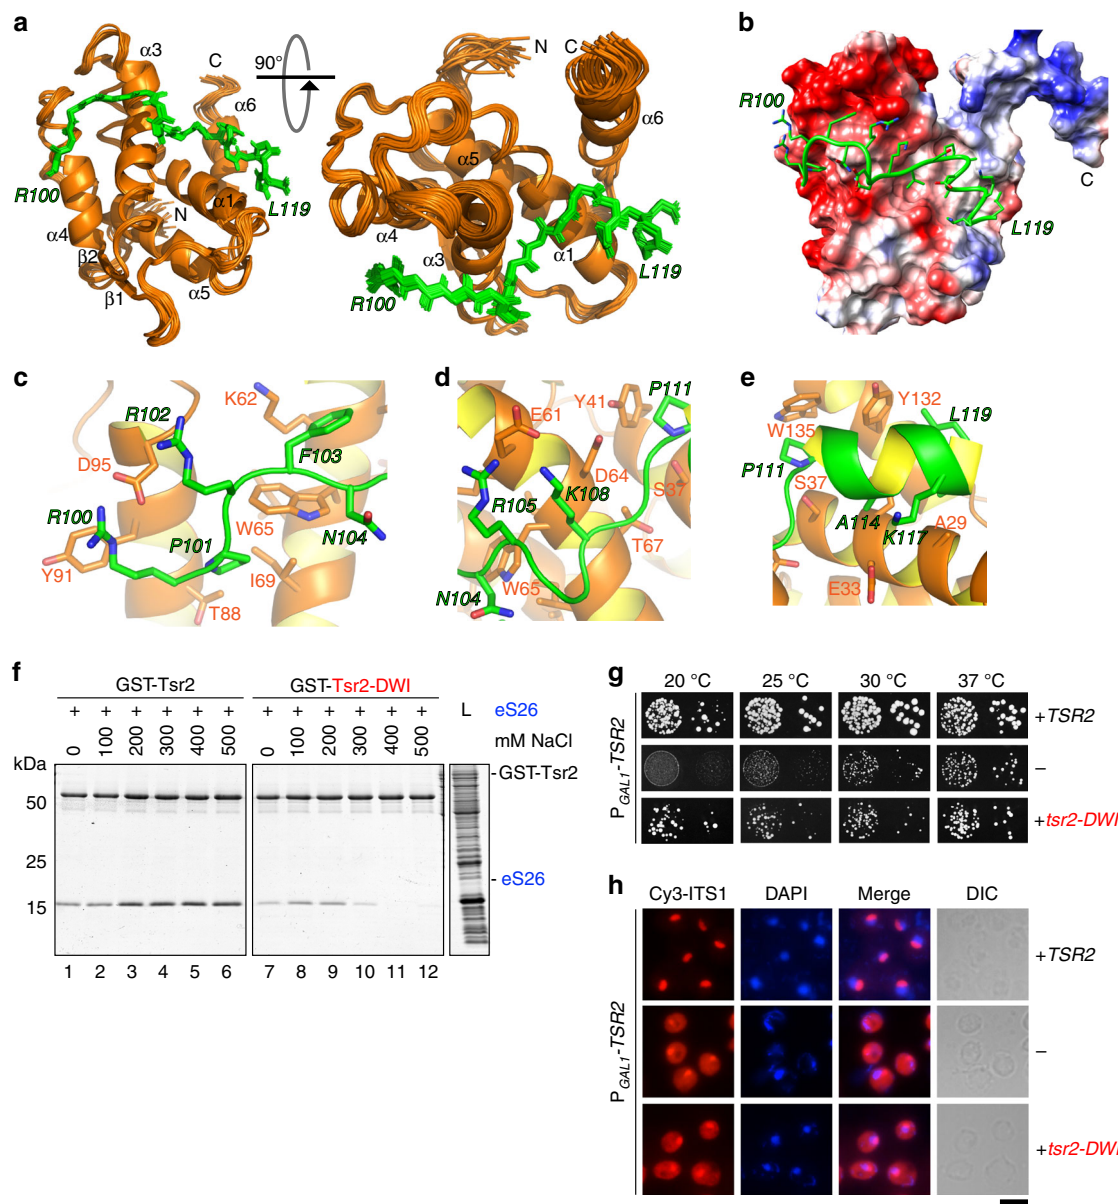 a
α3
C
90°
N
C
α6
α6
α5
R100
N
α1
L119
α4
α4
β2
α3
α1
L119
β1
α5
R100
b
R100
C
L119
c
K62
R102
F103
D95
R100
W65
P101
N104
Y91
I69
T88
d
Y41
P111
E61
D64
R105
K108
S37
T67
W65
N104
e
Y132
L119
W135
P111
S37
A114
A29
K117
E33
f
GST-Tsr2 GST-Tsr2-DWI
+ + + + + + + + + + + + L eS26
0 100 200 300 400 500 0 100 200 300 400 500 mM NaCl
kDa
GST-Tsr2
50
25
eS26
15
1 2 3 4 5 6 7 8 9 10 11 12
g
20 °C 25 °C 30 °C 37 °C
PGAL1-TSR2
+TSR2
–
+tsr2-DWI
h
Cy3-ITS1 DAPI Merge DIC
PGAL1-TSR2
+TSR2
–
+tsr2-DWI